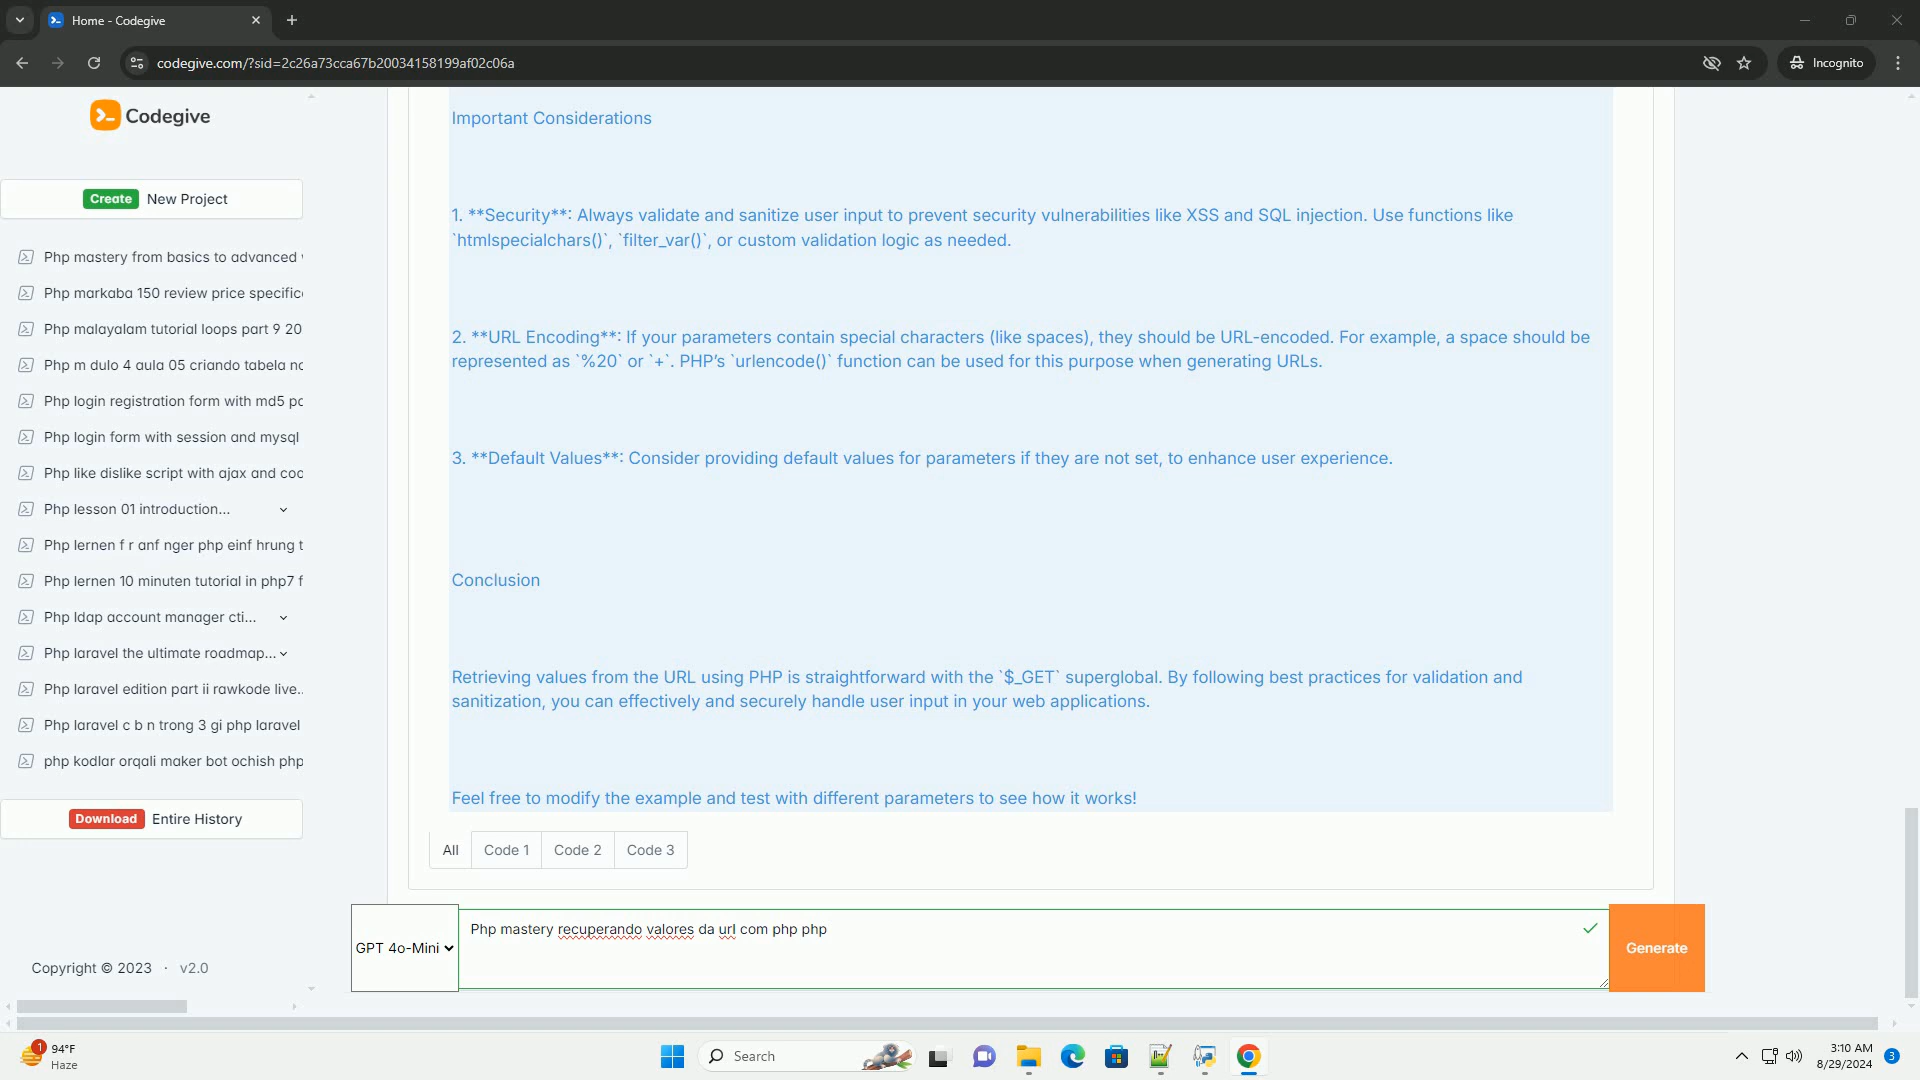 Home - Codegive
codegive.com/?sid=2c26a73cca67b20034158199af02c06a
Incognito
Codegive
Create New Project
Php mastery from basics to advanced
Php markaba 150 review price specific
Php malayalam tutorial loops part 9 20
Php m dulo 4 aula 05 criando tabela no
Php login registration form with md5 pa
Php login form with session and mysql
Php like dislike script with ajax and coo
Php lesson 01 introduction...
Php lernen f r anf nger php einf hrung t
Php lernen 10 minuten tutorial in php7 f
Php ldap account manager cti...
Php laravel the ultimate roadmap...
Php laravel edition part ii rawkode live..
Php laravel c b n trong 3 gi php laravel
php kodlar orqali maker bot ochish php
Download Entire History
Copyright © 2023 · v2.0
Important Considerations
1. **Security**: Always validate and sanitize user input to prevent security vulnerabilities like XSS and SQL injection. Use functions like
`htmlspecialchars()`, `filter_var()`, or custom validation logic as needed.
2. **URL Encoding**: If your parameters contain special characters (like spaces), they should be URL-encoded. For example, a space should be
represented as `%20` or `+`. PHP’s `urlencode()` function can be used for this purpose when generating URLs.
3. **Default Values**: Consider providing default values for parameters if they are not set, to enhance user experience.
Conclusion
Retrieving values from the URL using PHP is straightforward with the `$_GET` superglobal. By following best practices for validation and
sanitization, you can effectively and securely handle user input in your web applications.
Feel free to modify the example and test with different parameters to see how it works!
All Code 1 Code 2 Code 3
GPT 4o-Mini
Php mastery recuperando valores da url com php php
Generate
1
94°F
Haze
Search
3:10 AM
8/29/2024
3